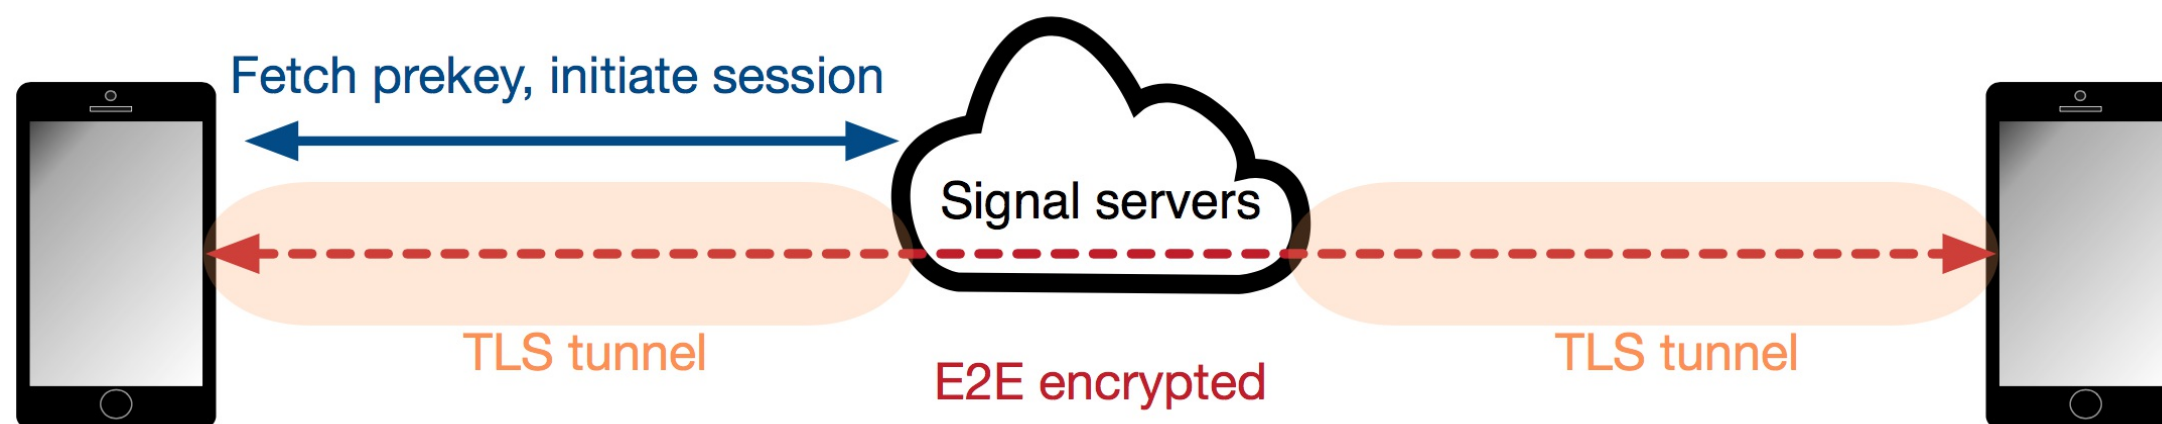 Fetch prekey, initiate session
Signal servers
TLS tunnel
E2E encrypted
TLS tunnel